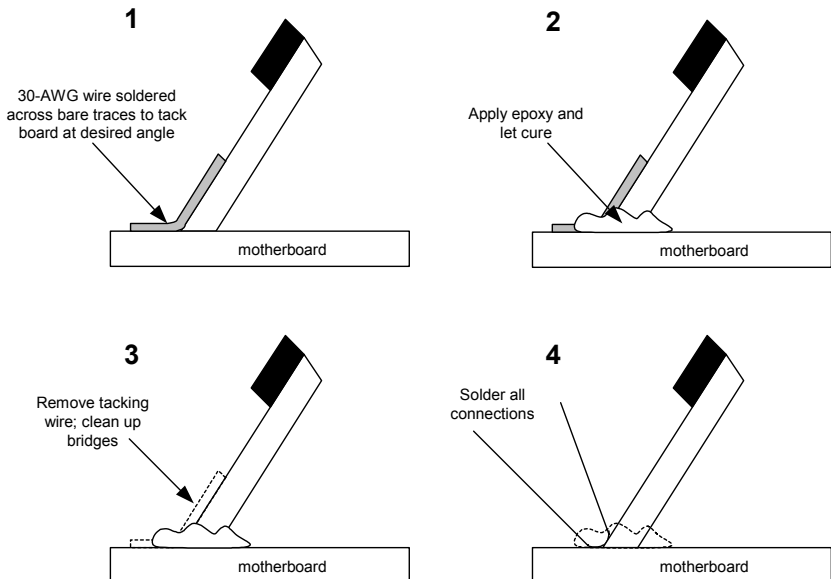 1
30-AWG wire soldered
across bare traces to tack
board at desired angle
motherboard
2
Apply epoxy and
let cure
motherboard
3
Remove tacking
wire; clean up
bridges
motherboard
4
Solder all
connections
motherboard